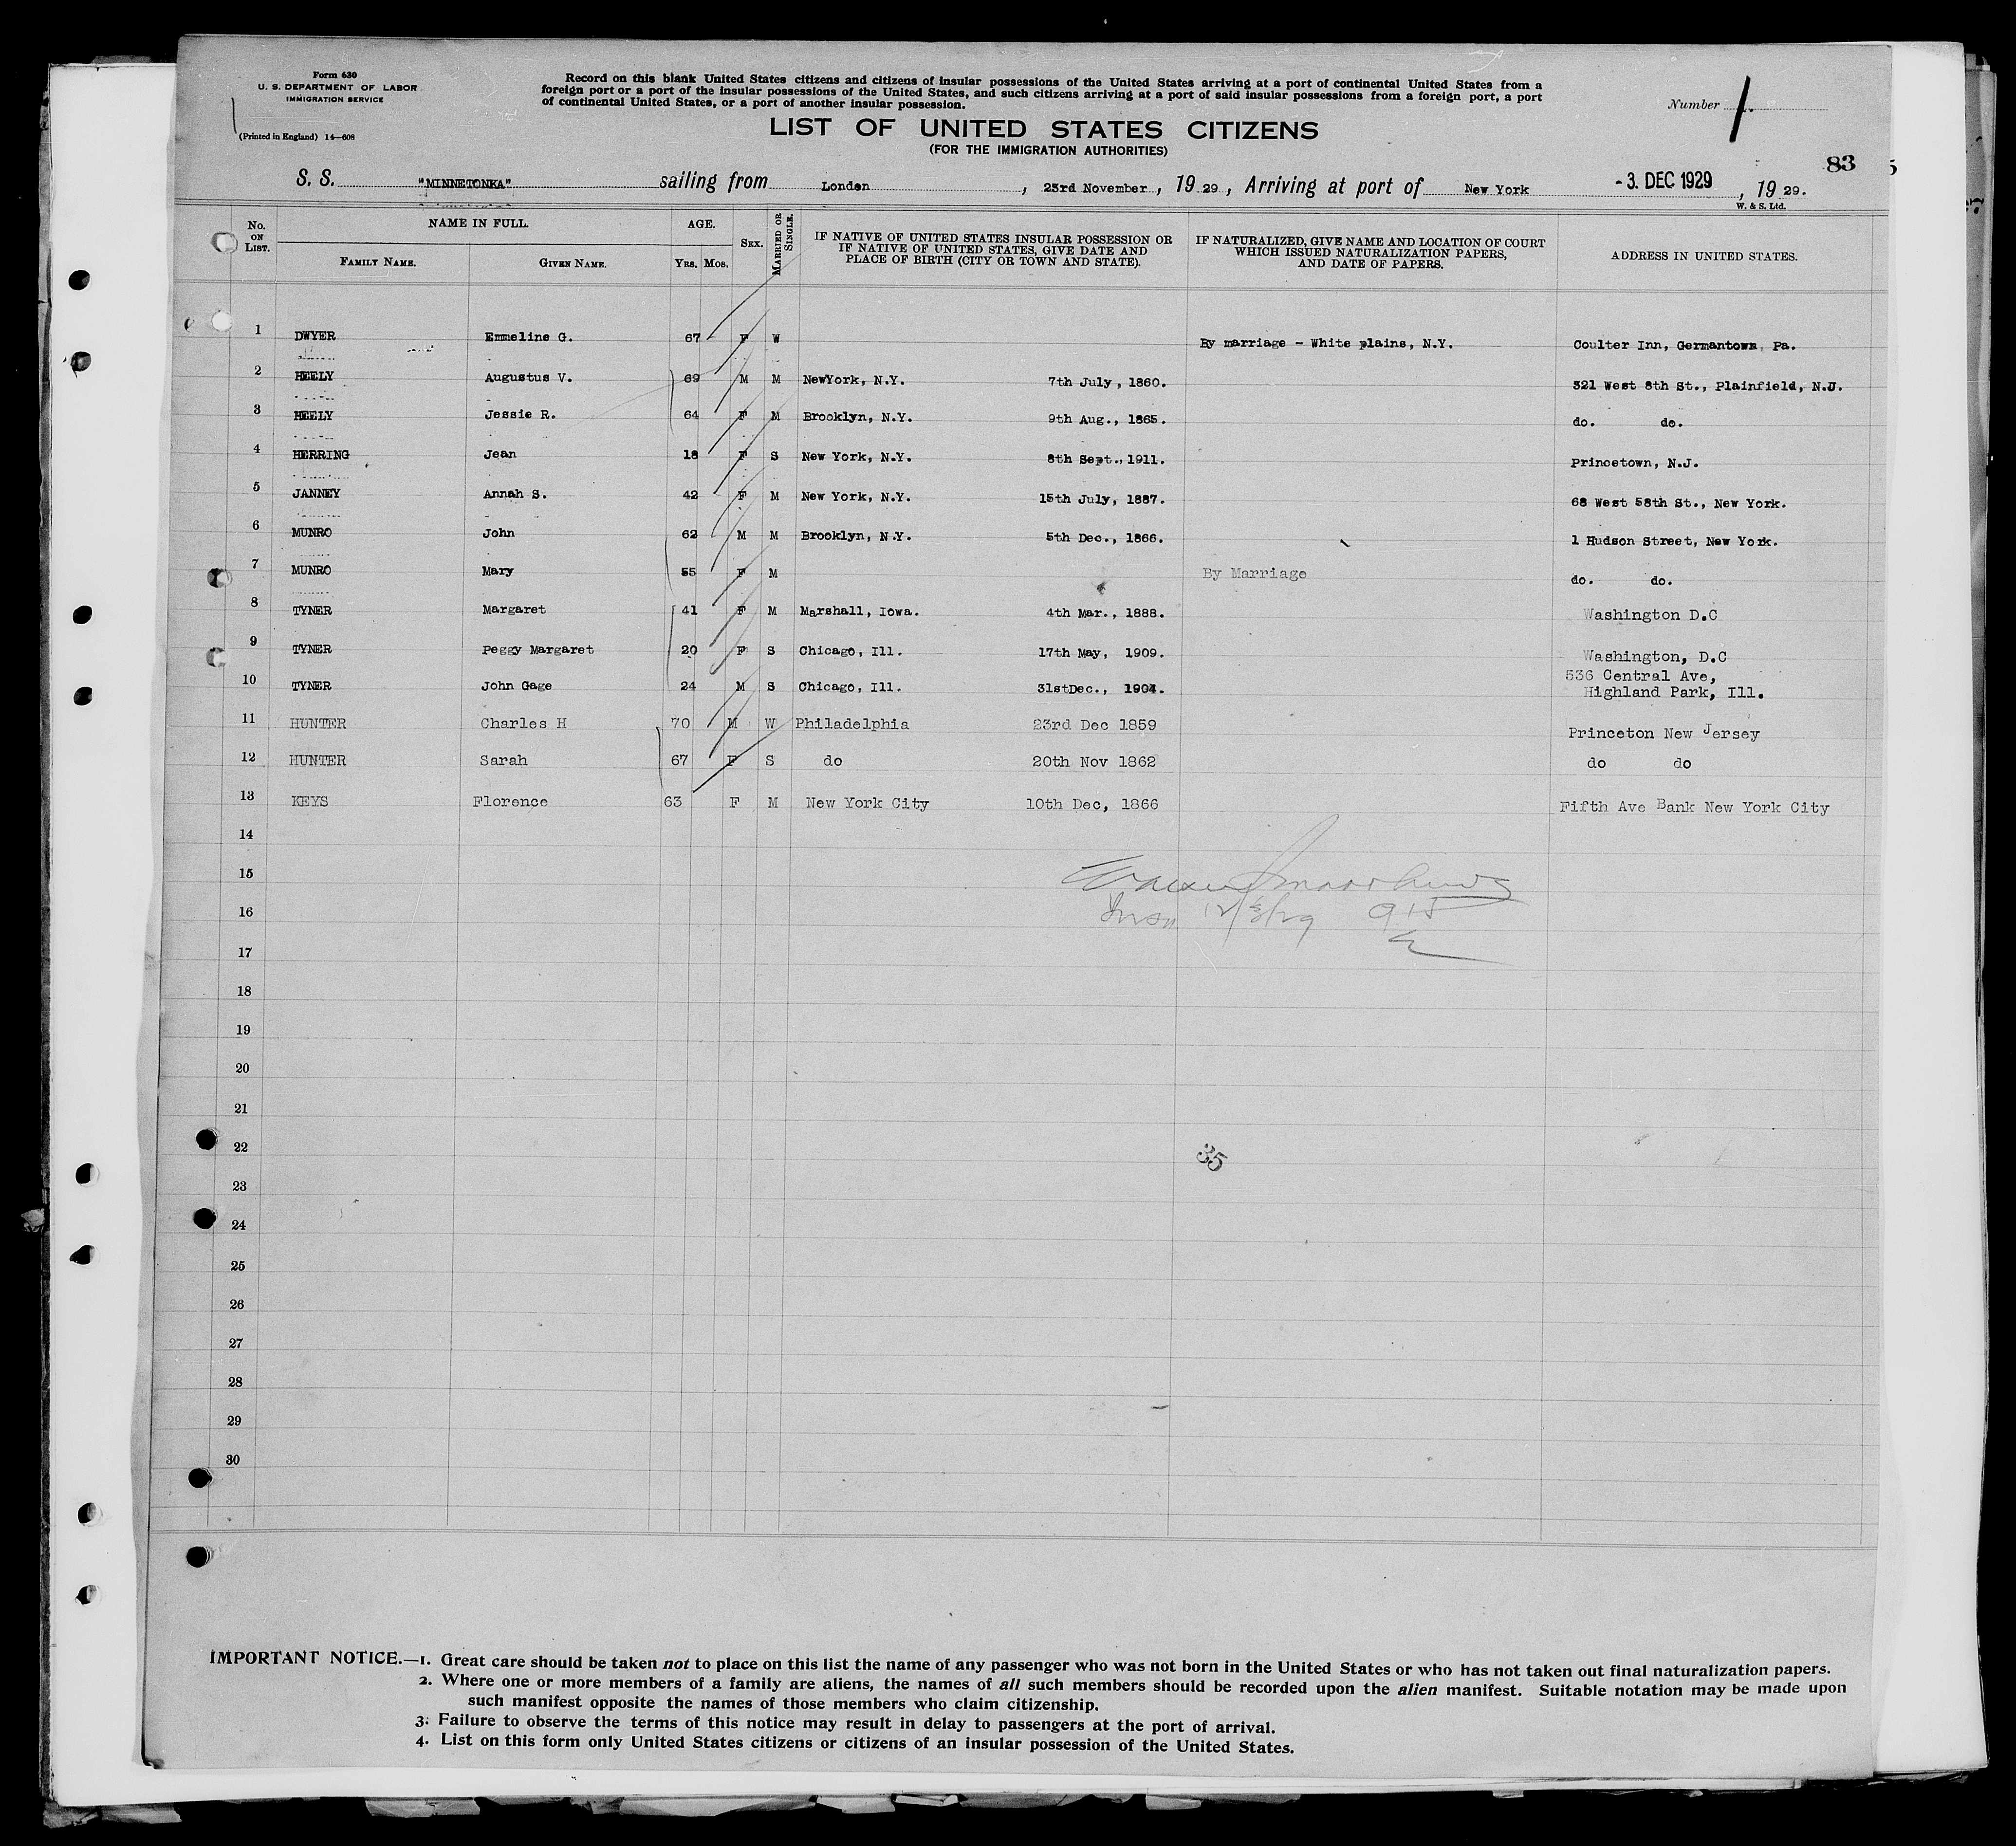 Form 630
U. S. DEPARTMENT OF LABOR
IMMIGRATION SERVICE
(Printed in England) 14—608
Record on this blank United States citizens and citizens of insular possessions of the United States arriving at a port of continental United States from a
foreign port or a port of the insular possessions of the United States, and such citizens arriving at a port of said insular possessions from a foreign port, a port
of continental United States, or a port of another insular possession.
Number 1.
LIST OF UNITED STATES CITIZENS
(FOR THE IMMIGRATION AUTHORITIES)
83
S. S. "MINNETONKA" sailing from London, 23rd November, 19 29, Arriving at port of New York - 3. DEC 1929, 19 29.
W. & S. Ltd.
No. ON LIST. NAME IN FULL. AGE. SEX. MARRIED OR SINGLE. IF NATIVE OF UNITED STATES INSULAR POSSESSION OR IF NATIVE OF UNITED STATES, GIVE DATE AND PLACE OF BIRTH (CITY OR TOWN AND STATE). IF NATURALIZED, GIVE NAME AND LOCATION OF COURT WHICH ISSUED NATURALIZATION PAPERS, AND DATE OF PAPERS. ADDRESS IN UNITED STATES.
FAMILY NAME. GIVEN NAME. YRS. MOS.
1 DWYER Emmeline G. 67 F W By marriage - White plains, N.Y. Coulter Inn, Germantown, Pa.
2 HEELY Augustus V. 69 M M NewYork, N.Y. 7th July, 1860. 321 West 8th St., Plainfield, N.J.
3 HEELY Jessie R. 64 F M Brooklyn, N.Y. 9th Aug., 1865. do. do.
4 HERRING Jean 18 F S New York, N.Y. 8th Sept., 1911. Princetown, N.J.
5 JANNEY Annah S. 42 F M New York, N.Y. 15th July, 1887. 68 West 58th St., New York.
6 MUNRO John 62 M M Brooklyn, N.Y. 5th Dec., 1866. 1 Hudson Street, New York.
7 MUNRO Mary 55 F M By Marriage do. do.
8 TYNER Margaret 41 F M Marshall, Iowa. 4th Mar., 1888. Washington D.C
9 TYNER Peggy Margaret 20 F S Chicago, Ill. 17th May, 1909. Washington, D.C
10 TYNER John Gage 24 M S Chicago, Ill. 31stDec., 1904. 536 Central Ave,
Highland Park, Ill.
11 HUNTER Charles H 70 M W Philadelphia 23rd Dec 1859 Princeton New Jersey
12 HUNTER Sarah 67 F S do 20th Nov 1862 do do
13 KEYS Florence 63 F M New York City 10th Dec, 1866 Fifth Ave Bank New York City
14
15
16 12/3/29 915
17
18
19
20
21
22 35
23
24
25
26
27
28
29
30
IMPORTANT NOTICE.—1. Great care should be taken not to place on this list the name of any passenger who was not born in the United States or who has not taken out final naturalization papers.
2. Where one or more members of a family are aliens, the names of all such members should be recorded upon the alien manifest. Suitable notation may be made upon
such manifest opposite the names of those members who claim citizenship.
3. Failure to observe the terms of this notice may result in delay to passengers at the port of arrival.
4. List on this form only United States citizens or citizens of an insular possession of the United States.